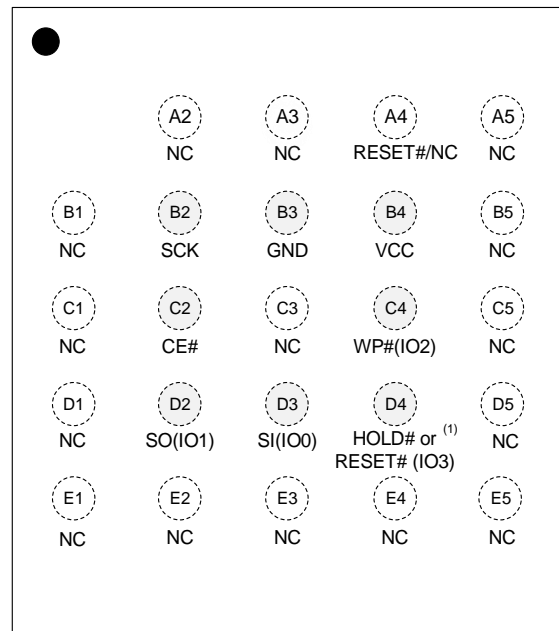 A2 A3 A4 A5
NC NC RESET#/NC NC
B1 B2 B3 B4 B5
NC SCK GND VCC NC
C1 C2 C3 C4 C5
NC CE# NC WP#(IO2) NC
D1 D2 D3 D4 D5
NC SO(IO1) SI(IO0) HOLD# or (1) NC
RESET# (IO3)
E1 E2 E3 E4 E5
NC NC NC NC NC